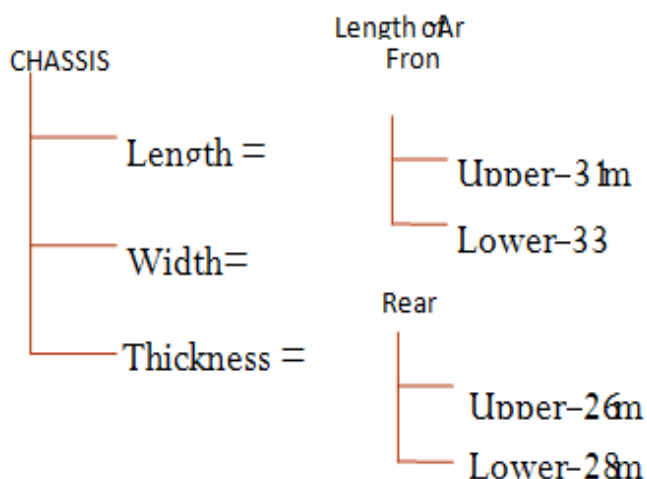 CHASSIS
Length =
Width=
Thickness =
Length of Ar
Fron
Upper-31m
Lower-33
Rear
Upper-26m
Lower-28m